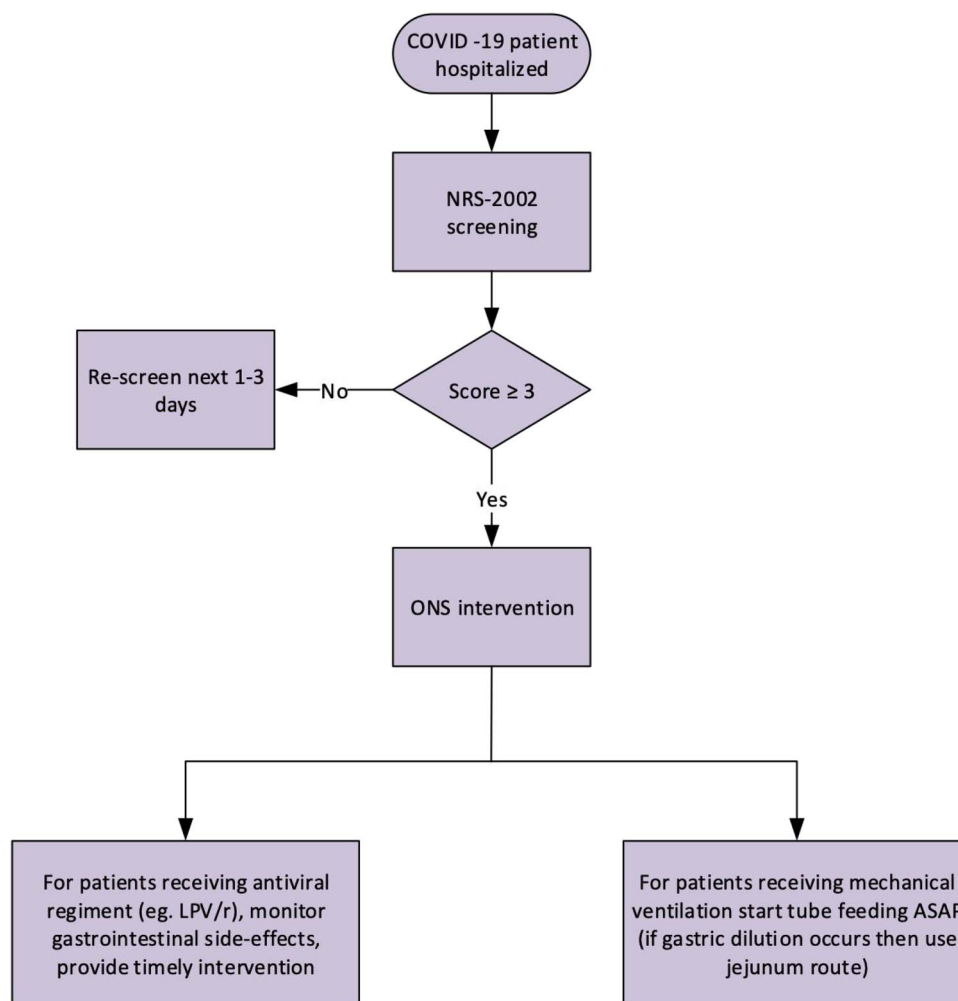 COVID -19 patient
hospitalized
NRS-2002
screening
Re-screen next 1-3
days
No
Score ≥ 3
Yes
ONS intervention
For patients receiving antiviral
regiment (eg. LPV/r), monitor
gastrointestinal side-effects,
provide timely intervention
For patients receiving mechanical
ventilation start tube feeding ASAP
(if gastric dilution occurs then use
jejunum route)